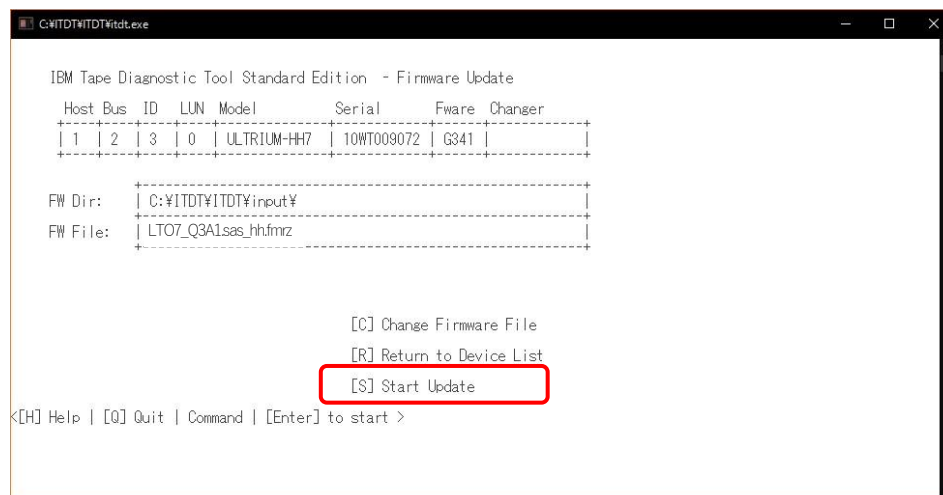 C:¥ITDT¥ITDT¥itdt.exe
IBM Tape Diagnostic Tool Standard Edition - Firmware Update
Host Bus ID LUN Model Serial Fware Changer
+----+----+----+----+---------------+------------+------+------------+
| 1 | 2 | 3 | 0 | ULTRIUM-HH7 | 10WT009072 | G341 | |
+----+----+----+----+---------------+------------+------+------------+
+---------------------------------------------------------+
FW Dir: | C:¥ITDT¥ITDT¥input¥ |
+---------------------------------------------------------+
FW File: | LTO7_Q3A1.sas_hh.fmrz |
+---------------------------------------------------------+
[C] Change Firmware File
[R] Return to Device List
[S] Start Update
<[H] Help | [Q] Quit | Command | [Enter] to start >